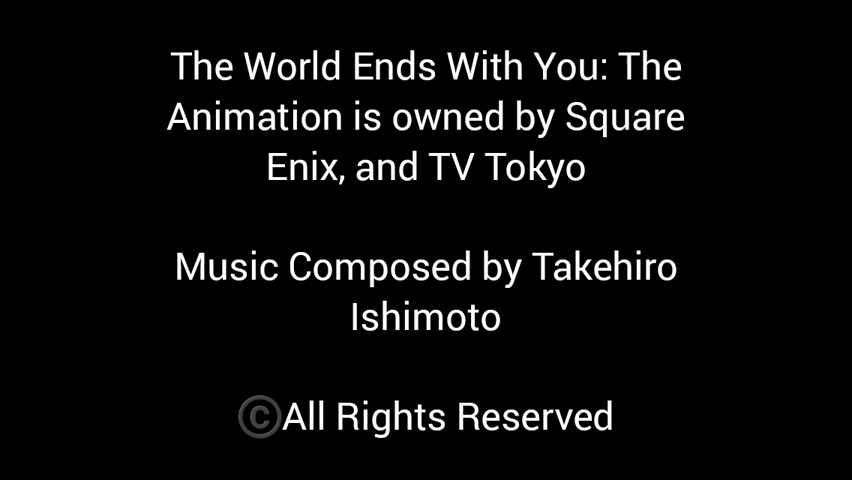 The World Ends With You: The
Animation is owned by Square
Enix, and TV Tokyo
Music Composed by Takehiro
Ishimoto
©All Rights Reserved